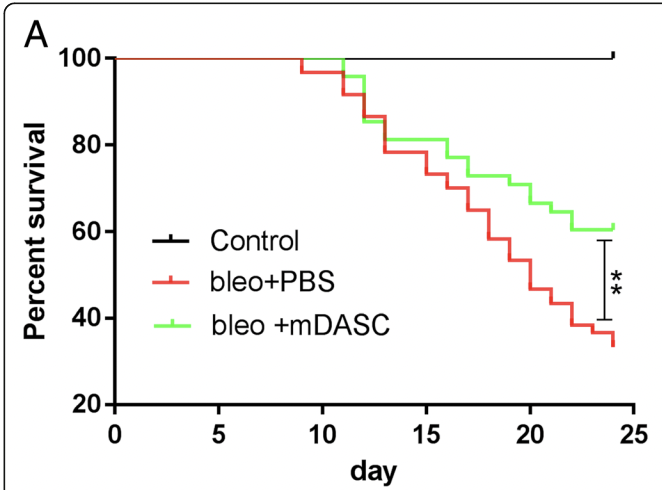 A
100
80
60
40
20
Percent survival
Control
bleo+PBS
bleo +mDASC
**
0 5 10 15 20 25
day